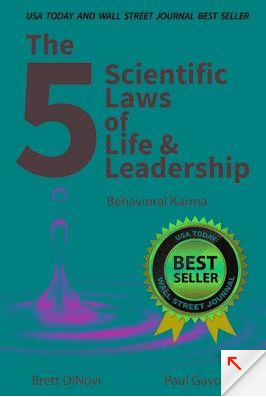 USA TODAY AND WALL STREET JOURNAL BEST SELLER
The
5 Scientific
Laws
of
Life &
Leadership
Behavioral Karma
USA TODAY
BEST
SELLER
WALL STREET JOURNAL
Brett DiNovi Paul